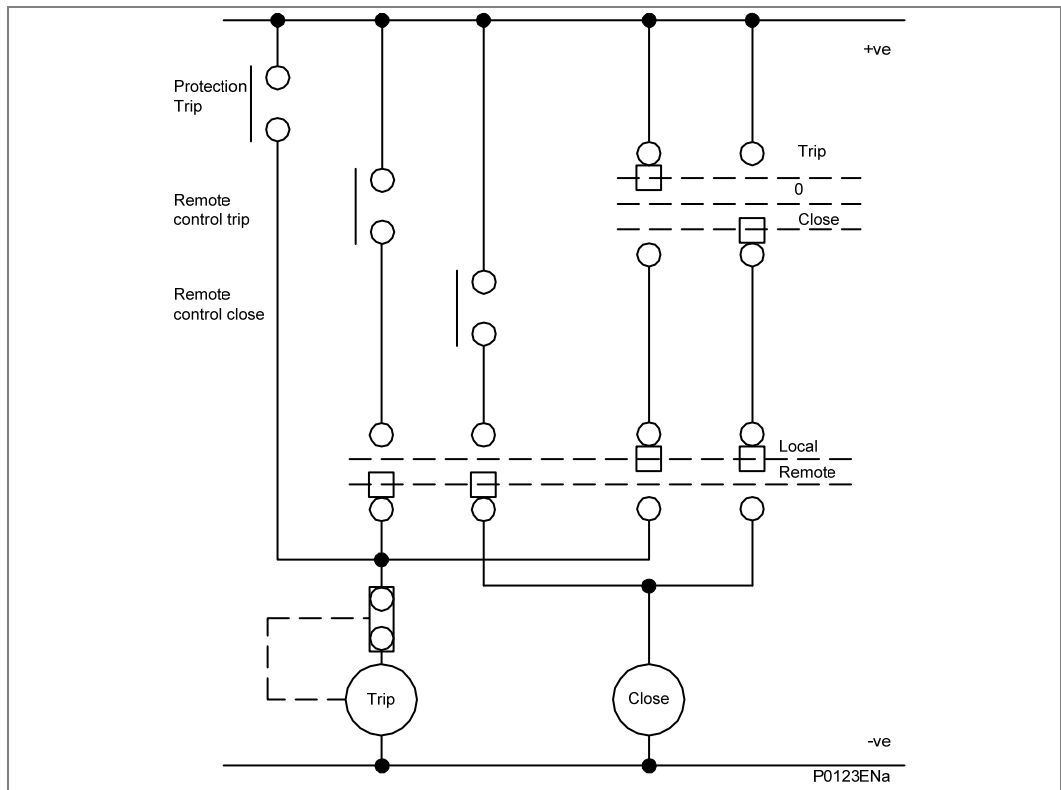 +ve
Protection
Trip
Trip
0
Remote
control trip
Close
Remote
control close
Local
Remote
Trip
Close
-ve
P0123ENa